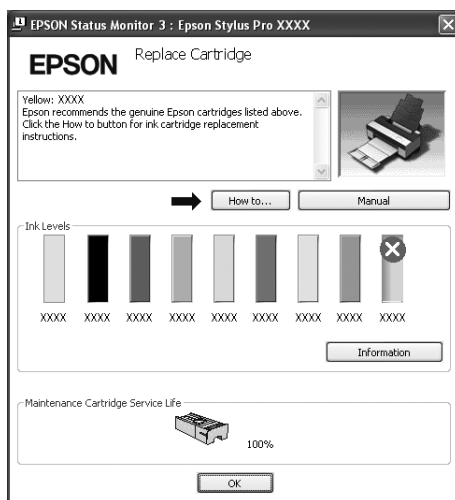 EPSON Status Monitor 3 : Epson Stylus Pro XXXX
EPSON
Replace Cartridge
Yellow: XXXX
Epson recommends the genuine Epson cartridges listed above.
Click the How to button for ink cartridge replacement
instructions.
How to...
Manual
Ink Levels
XXXX XXXX XXXX XXXX XXXX XXXX XXXX XXXX XXXX
Information
Maintenance Cartridge Service Life
100%
OK